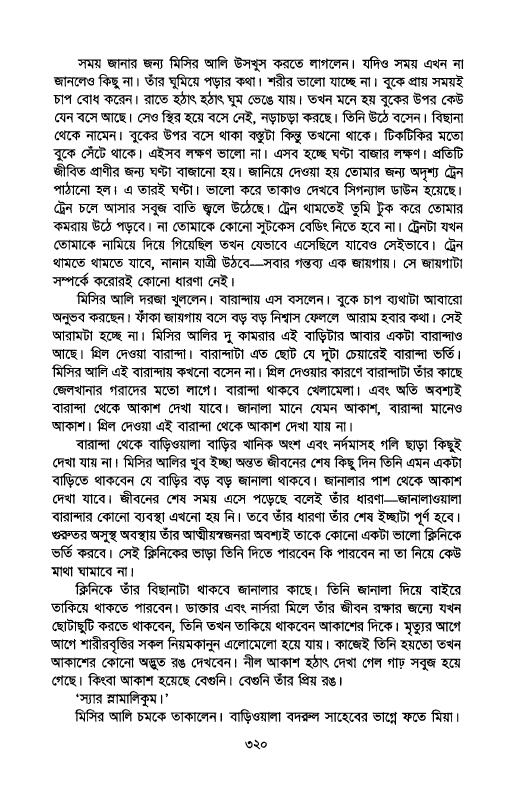 সময় জানার জন্য মিসির আলি উসখুস করতে লাগলেন। যদিও সময় এখন না
জানলেও কিছু না। তাঁর ঘুমিয়ে পড়ার কথা। শরীর ভালো যাচ্ছে না। বুকে প্রায় সময়ই
চাপ বোধ করেন। রাতে হঠাৎ হঠাৎ ঘুম ভেঙে যায়। তখন মনে হয় বুকের উপর কেউ
যেন বসে আছে। সেও স্থির হয়ে বসে নেই, নড়াচড়া করছে। তিনি উঠে বসেন। বিছানা
থেকে নামেন। বুকের উপর বসে থাকা বস্তুটা কিন্তু তখনো থাকে। টিকটিকির মতো
বুকে সেঁটে থাকে। এইসব লক্ষণ ভালো না। এসব হচ্ছে ঘণ্টা বাজার লক্ষণ। প্রতিটি
জীবিত প্রাণীর জন্য ঘণ্টা বাজানো হয়। জানিয়ে দেওয়া হয় তোমার জন্য অদৃশ্য ট্রেন
পাঠানো হল। এ তারই ঘণ্টা। ভালো করে তাকাও দেখবে সিগন্যাল ডাউন হয়েছে।
ট্রেন চলে আসার সবুজ বাতি জ্বলে উঠেছে। ট্রেন থামতেই তুমি টুক করে তোমার
কমরায় উঠে পড়বে। না তোমাকে কোনো সুটকেস বেডিং নিতে হবে না। ট্রেনটা যখন
তোমাকে নামিয়ে দিয়ে গিয়েছিল তখন যেভাবে এসেছিলে যাবেও সেইভাবে। ট্রেন
থামতে থামতে যাবে, নানান যাত্রী উঠবে—সবার গন্তব্য এক জায়গায়। সে জায়গাটা
সম্পর্কে কারোরই কোনো ধারণা নেই।
মিসির আলি দরজা খুললেন। বারান্দায় এস বসলেন। বুকে চাপ ব্যথাটা আবারো
অনুভব করছেন। ফাঁকা জায়গায় বসে বড় বড় নিশ্বাস ফেললে আরাম হবার কথা। সেই
আরামটা হচ্ছে না। মিসির আলির দু কামরার এই বাড়িটার আবার একটা বারান্দাও
আছে। গ্রিল দেওয়া বারান্দা। বারান্দাটা এত ছোট যে দুটা চেয়ারেই বারান্দা ভর্তি।
মিসির আলি এই বারান্দায় কখনো বসেন না। গ্রিল দেওয়ার কারণে বারান্দাটা তাঁর কাছে
জেলখানার গরাদের মতো লাগে। বারান্দা থাকবে খেলামেলা। এবং অতি অবশ্যই
বারান্দা থেকে আকাশ দেখা যাবে। জানালা মানে যেমন আকাশ, বারান্দা মানেও
আকাশ। গ্রিল দেওয়া এই বারান্দা থেকে আকাশ দেখা যায় না।
বারান্দা থেকে বাড়িওয়ালা বাড়ির খানিক অংশ এবং নর্দমাসহ গলি ছাড়া কিছুই
দেখা যায় না। মিসির আলির খুব ইচ্ছা অন্তত জীবনের শেষ কিছু দিন তিনি এমন একটা
বাড়িতে থাকবেন যে বাড়ির বড় বড় জানালা থাকবে। জানালার পাশ থেকে আকাশ
দেখা যাবে। জীবনের শেষ সময় এসে পড়েছে বলেই তাঁর ধারণা—জানালাওয়ালা
বারান্দার কোনো ব্যবস্থা এখনো হয় নি। তবে তাঁর ধারণা তাঁর শেষ ইচ্ছাটা পূর্ণ হবে।
গুরুতর অসুস্থ অবস্থায় তাঁর আত্মীয়স্বজনরা অবশ্যই তাকে কোনো একটা ভালো ক্লিনিকে
ভর্তি করবে। সেই ক্লিনিকের ভাড়া তিনি দিতে পারবেন কি পারবেন না তা নিয়ে কেউ
মাথা ঘামাবে না।
ক্লিনিকে তাঁর বিছানাটা থাকবে জানালার কাছে। তিনি জানালা দিয়ে বাইরে
তাকিয়ে থাকতে পারবেন। ডাক্তার এবং নার্সরা মিলে তাঁর জীবন রক্ষার জন্যে যখন
ছোটাছুটি করতে থাকবেন, তিনি তখন তাকিয়ে থাকবেন আকাশের দিকে। মৃত্যুর আগে
আগে শারীরবৃত্তির সকল নিয়মকানুন এলোমেলো হয়ে যায়। কাজেই তিনি হয়তো তখন
আকাশের কোনো অদ্ভুত রঙ দেখবেন। নীল আকাশ হঠাৎ দেখা গেল গাঢ় সবুজ হয়ে
গেছে। কিংবা আকাশ হয়েছে বেগুনি। বেগুনি তাঁর প্রিয় রঙ।
‘স্যার স্লামালিকুম।’
মিসির আলি চমকে তাকালেন। বাড়িওয়ালা বদরুল সাহেবের ভাগ্নে ফতে মিয়া।
৩২০